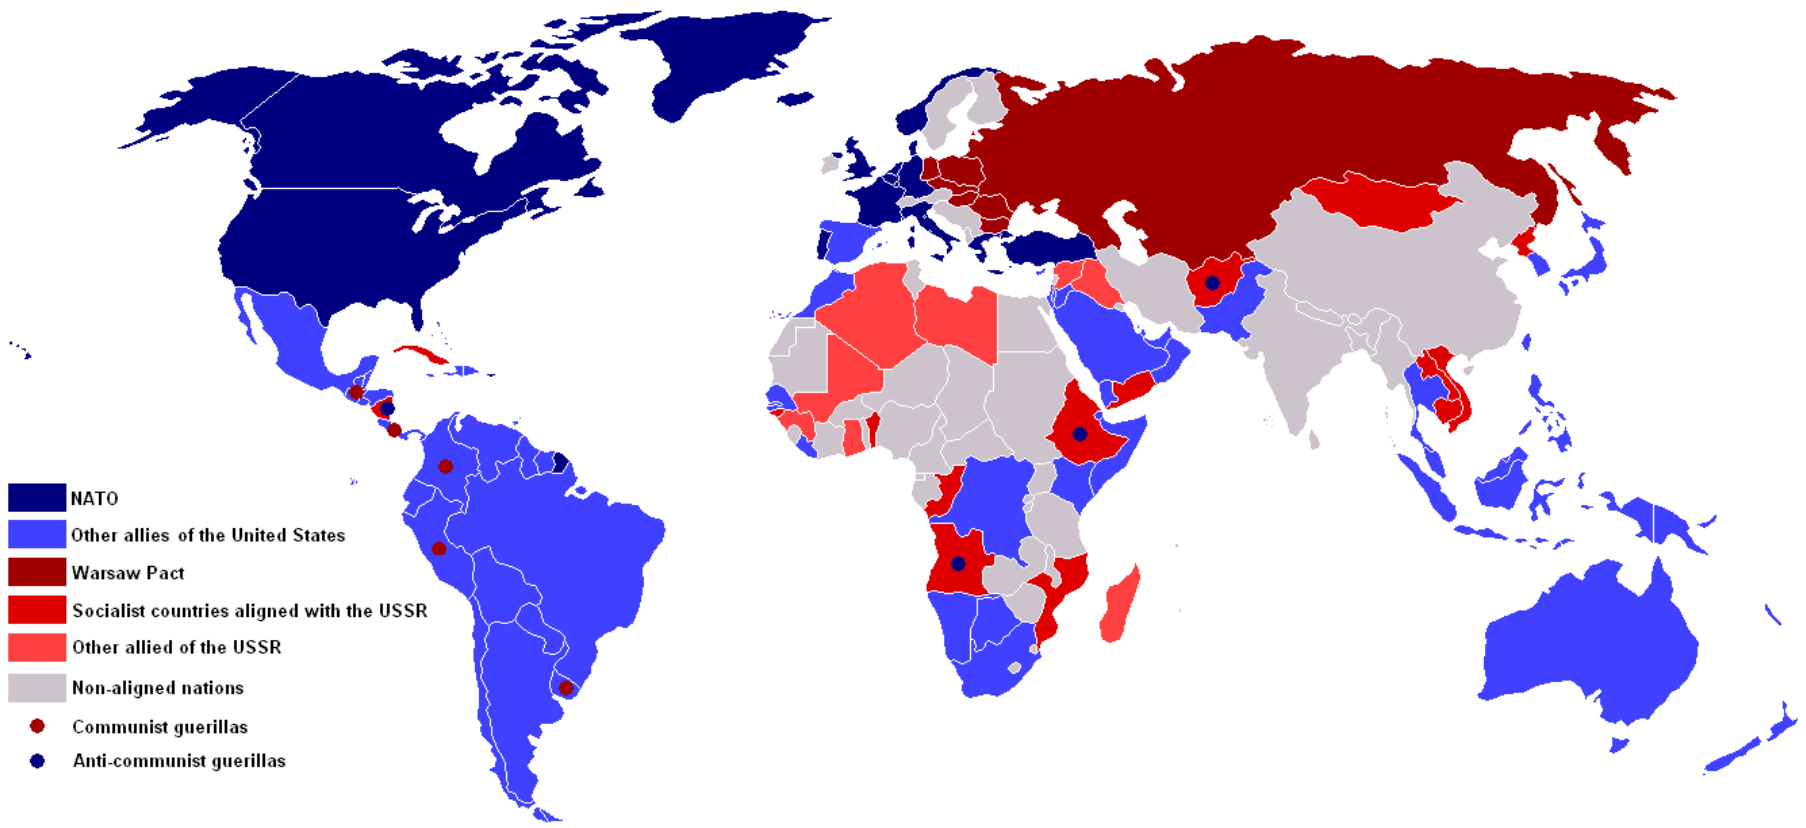 NATO
Other allies of the United States
Warsaw Pact
Socialist countries aligned with the USSR
Other allied of the USSR
Non-aligned nations
Communist guerillas
Anti-communist guerillas